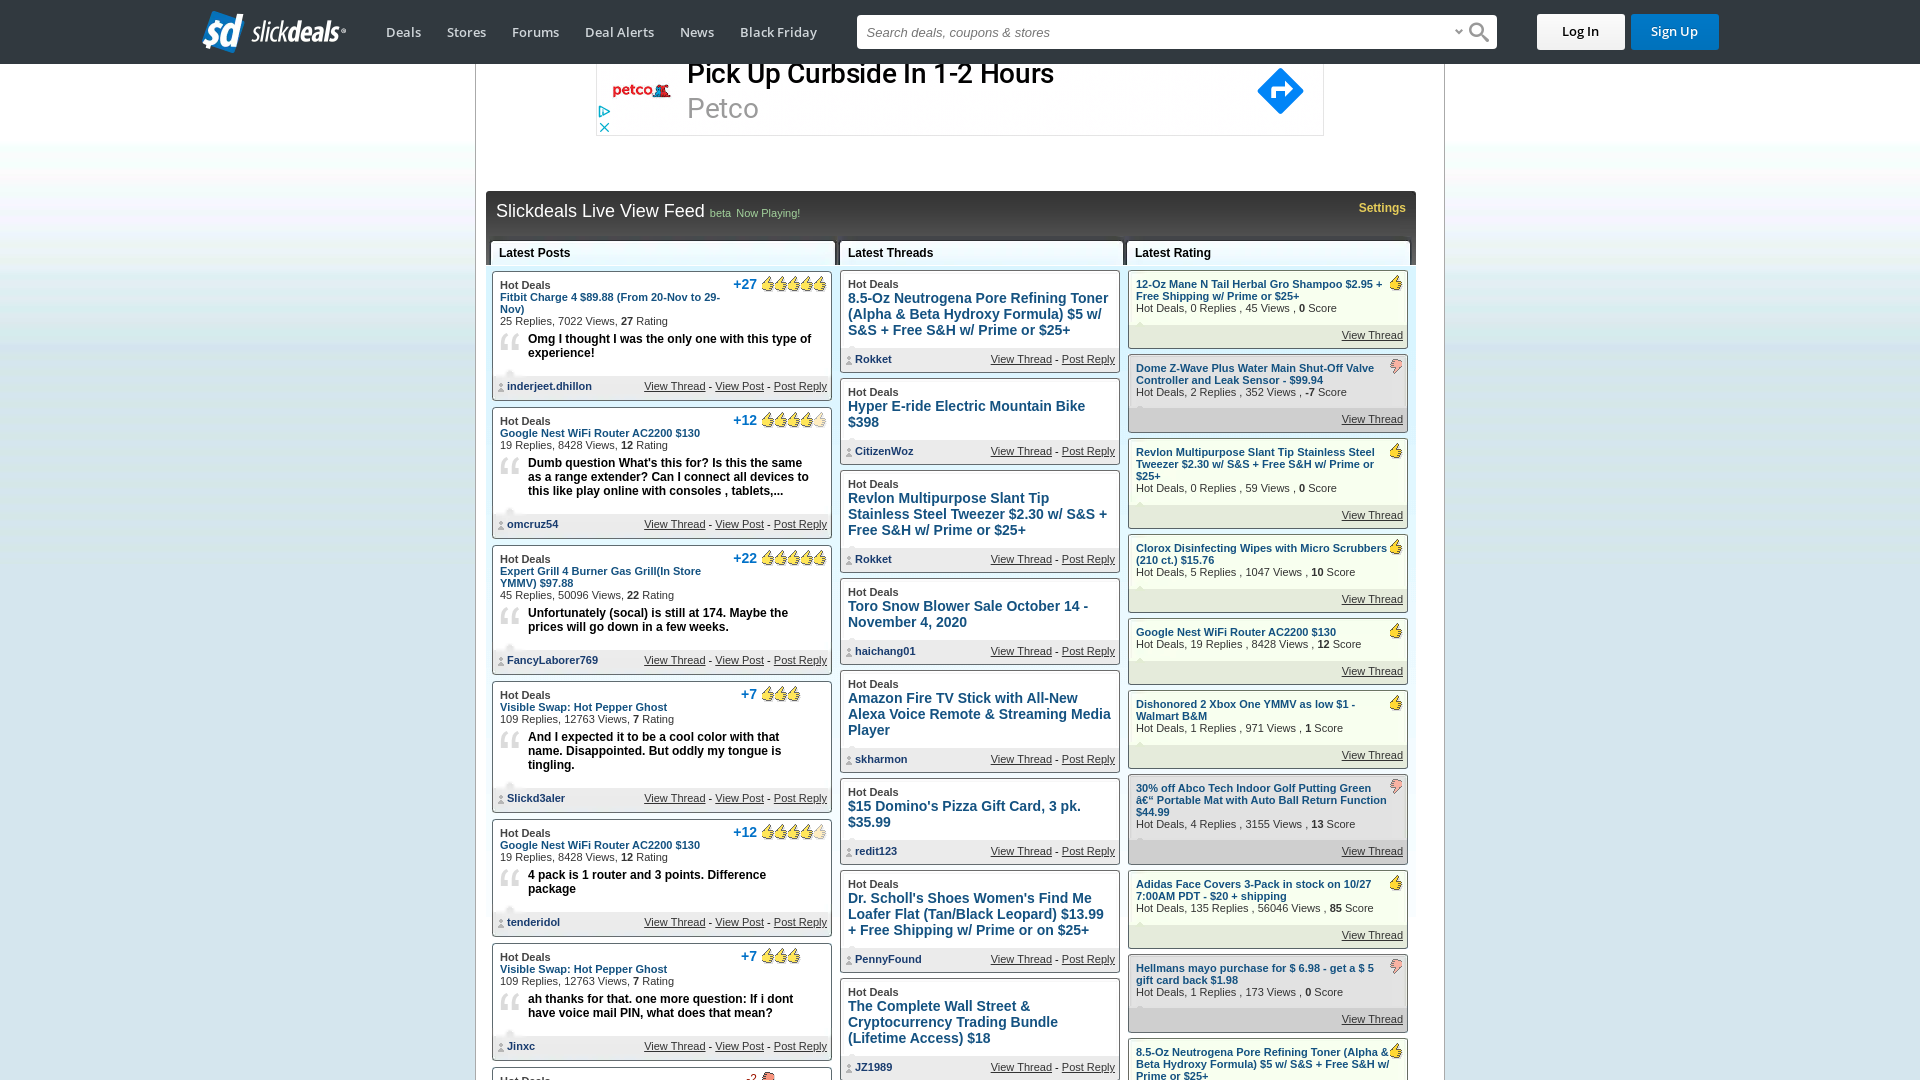 sd slickdeals
Deals
Stores
Forums
Deal Alerts
News
Black Friday
Search deals, coupons & stores
Log In
Sign Up
petco
Pick Up Curbside In 1-2 Hours
Petco
Slickdeals Live View Feed beta Now Playing!
Settings
Latest Posts
Hot Deals +27
Fitbit Charge 4 $89.88 (From 20-Nov to 29-
Nov)
25 Replies, 7022 Views, 27 Rating
Omg I thought I was the only one with this type of
experience!
inderjeet.dhillon View Thread - View Post - Post Reply
Hot Deals +12
Google Nest WiFi Router AC2200 $130
19 Replies, 8428 Views, 12 Rating
Dumb question What's this for? Is this the same
as a range extender? Can I connect all devices to
this like play online with consoles , tablets,...
omcruz54 View Thread - View Post - Post Reply
Hot Deals +22
Expert Grill 4 Burner Gas Grill(In Store
YMMV) $97.88
45 Replies, 50096 Views, 22 Rating
Unfortunately (socal) is still at 174. Maybe the
prices will go down in a few weeks.
FancyLaborer769 View Thread - View Post - Post Reply
Hot Deals +7
Visible Swap: Hot Pepper Ghost
109 Replies, 12763 Views, 7 Rating
And I expected it to be a cool color with that
name. Disappointed. But oddly my tongue is
tingling.
Slickd3aler View Thread - View Post - Post Reply
Hot Deals +12
Google Nest WiFi Router AC2200 $130
19 Replies, 8428 Views, 12 Rating
4 pack is 1 router and 3 points. Difference
package
tenderidol View Thread - View Post - Post Reply
Hot Deals +7
Visible Swap: Hot Pepper Ghost
109 Replies, 12763 Views, 7 Rating
ah thanks for that. one more question: If i dont
have voice mail PIN, what does that mean?
Jinxc View Thread - View Post - Post Reply
Hot Deals -2
Latest Threads
Hot Deals
8.5-Oz Neutrogena Pore Refining Toner
(Alpha & Beta Hydroxy Formula) $5 w/
S&S + Free S&H w/ Prime or $25+
Rokket View Thread - Post Reply
Hot Deals
Hyper E-ride Electric Mountain Bike
$398
CitizenWoz View Thread - Post Reply
Hot Deals
Revlon Multipurpose Slant Tip
Stainless Steel Tweezer $2.30 w/ S&S +
Free S&H w/ Prime or $25+
Rokket View Thread - Post Reply
Hot Deals
Toro Snow Blower Sale October 14 -
November 4, 2020
haichang01 View Thread - Post Reply
Hot Deals
Amazon Fire TV Stick with All-New
Alexa Voice Remote & Streaming Media
Player
skharmon View Thread - Post Reply
Hot Deals
$15 Domino's Pizza Gift Card, 3 pk.
$35.99
redit123 View Thread - Post Reply
Hot Deals
Dr. Scholl's Shoes Women's Find Me
Loafer Flat (Tan/Black Leopard) $13.99
+ Free Shipping w/ Prime or on $25+
PennyFound View Thread - Post Reply
Hot Deals
The Complete Wall Street &
Cryptocurrency Trading Bundle
(Lifetime Access) $18
JZ1989 View Thread - Post Reply
Latest Rating
12-Oz Mane N Tail Herbal Gro Shampoo $2.95 +
Free Shipping w/ Prime or $25+
Hot Deals, 0 Replies , 45 Views , 0 Score
View Thread
Dome Z-Wave Plus Water Main Shut-Off Valve
Controller and Leak Sensor - $99.94
Hot Deals, 2 Replies , 352 Views , -7 Score
View Thread
Revlon Multipurpose Slant Tip Stainless Steel
Tweezer $2.30 w/ S&S + Free S&H w/ Prime or
$25+
Hot Deals, 0 Replies , 59 Views , 0 Score
View Thread
Clorox Disinfecting Wipes with Micro Scrubbers
(210 ct.) $15.76
Hot Deals, 5 Replies , 1047 Views , 10 Score
View Thread
Google Nest WiFi Router AC2200 $130
Hot Deals, 19 Replies , 8428 Views , 12 Score
View Thread
Dishonored 2 Xbox One YMMV as low $1 -
Walmart B&M
Hot Deals, 1 Replies , 971 Views , 1 Score
View Thread
30% off Abco Tech Indoor Golf Putting Green
â€“ Portable Mat with Auto Ball Return Function
$44.99
Hot Deals, 4 Replies , 3155 Views , 13 Score
View Thread
Adidas Face Covers 3-Pack in stock on 10/27
7:00AM PDT - $20 + shipping
Hot Deals, 135 Replies , 56046 Views , 85 Score
View Thread
Hellmans mayo purchase for $ 6.98 - get a $ 5
gift card back $1.98
Hot Deals, 1 Replies , 173 Views , 0 Score
View Thread
8.5-Oz Neutrogena Pore Refining Toner (Alpha &
Beta Hydroxy Formula) $5 w/ S&S + Free S&H w/
Prime or $25+